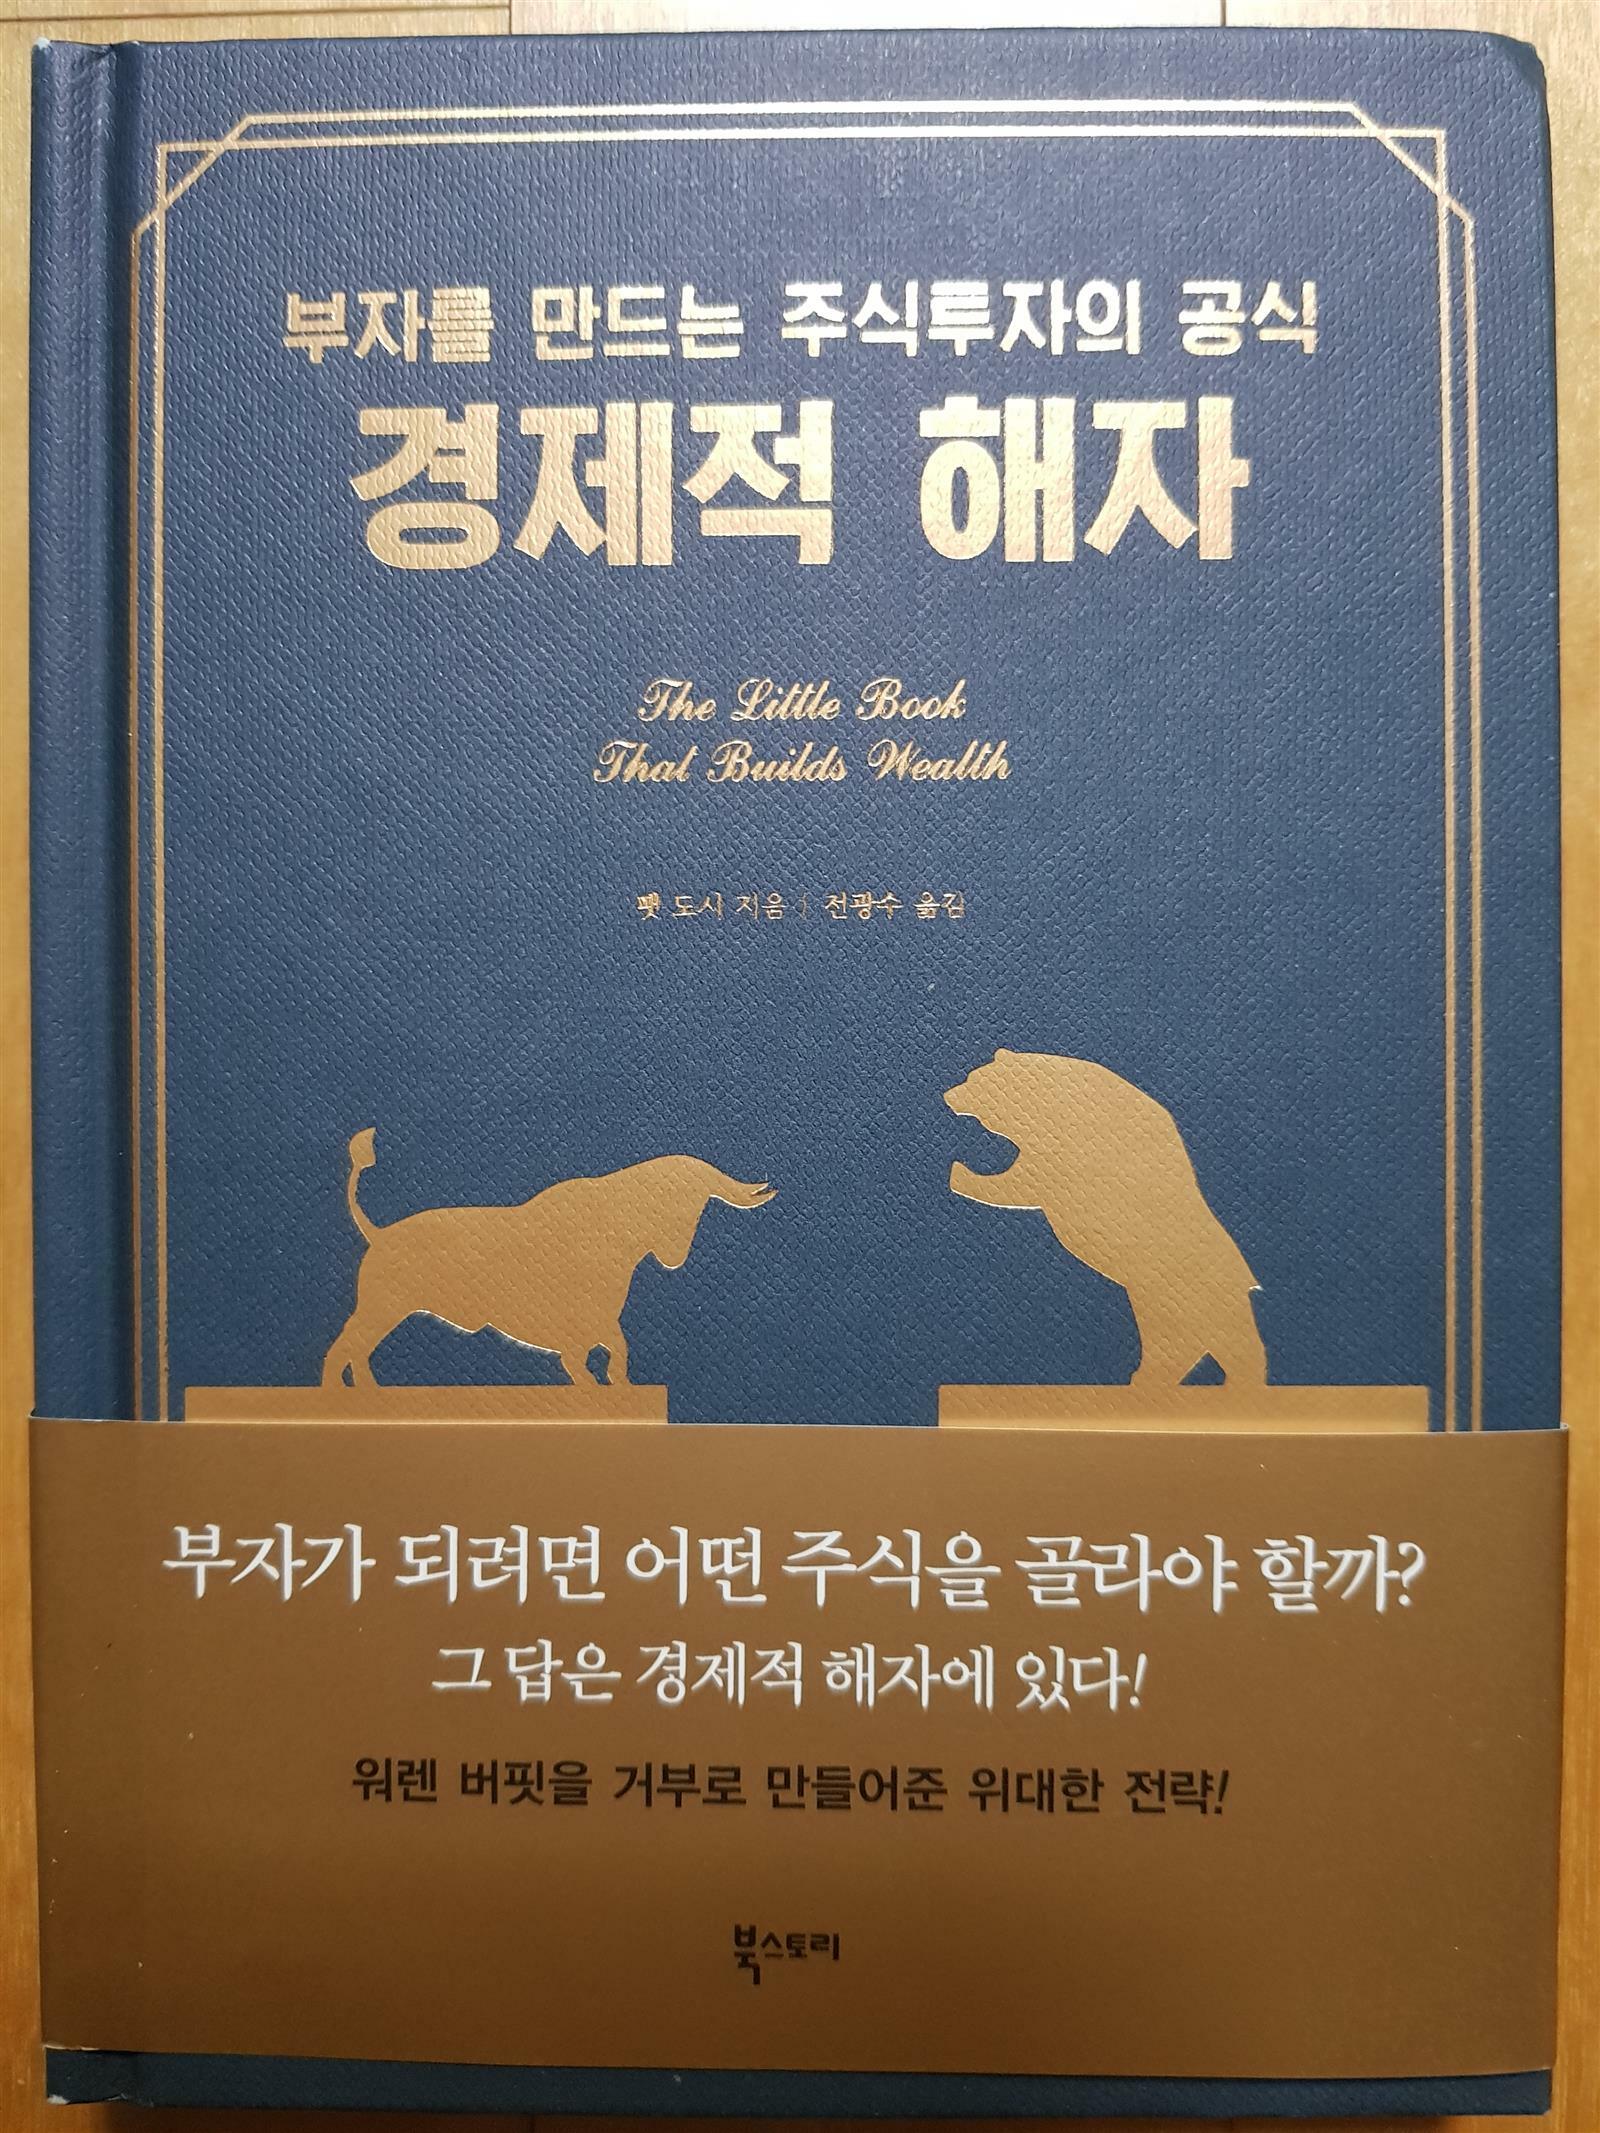 부자를 만드는 주식투자의 공식
경제적 해자
The Little Book
That Builds Wealth
팻 도시 지음 | 전광수 옮김
부자가 되려면 어떤 주식을 골라야 할까?
그 답은 경제적 해자에 있다!
워렌 버핏을 거부로 만들어준 위대한 전략!
북스토리